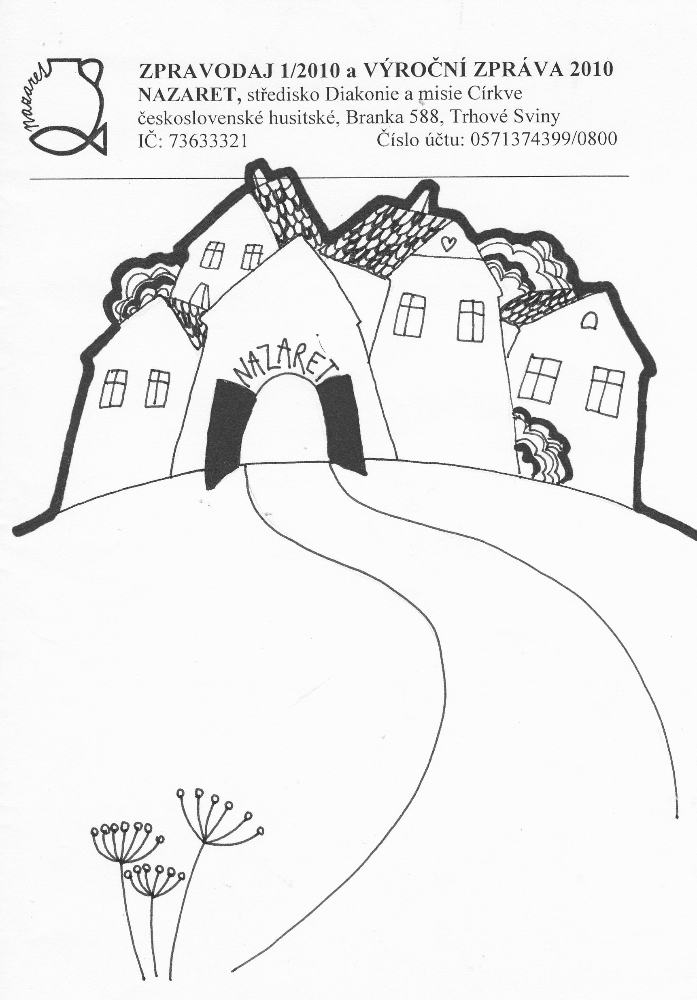 nazaret
ZPRAVODAJ 1/2010 a VÝROČNÍ ZPRÁVA 2010
NAZARET, středisko Diakonie a misie Církve
československé husitské, Branka 588, Trhové Sviny
IČ: 73633321 Číslo účtu: 0571374399/0800
NAZARET